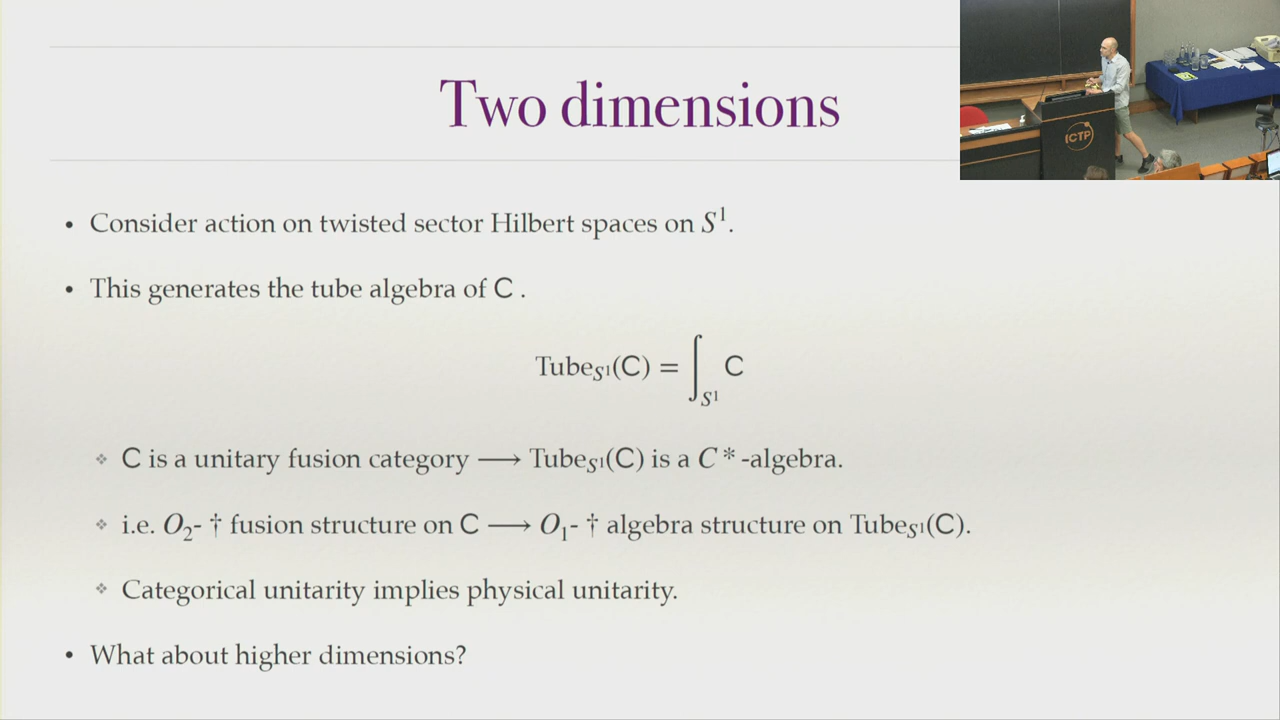 Two dimensions
• Consider action on twisted sector Hilbert spaces on S¹.
• This generates the tube algebra of C .
Tube_{S¹}(C) = ∫_{S¹} C
❖ C is a unitary fusion category ⟶ Tube_{S¹}(C) is a C* -algebra.
❖ i.e. O₂- † fusion structure on C ⟶ O₁- † algebra structure on Tube_{S¹}(C).
❖ Categorical unitarity implies physical unitarity.
• What about higher dimensions?
ICTP